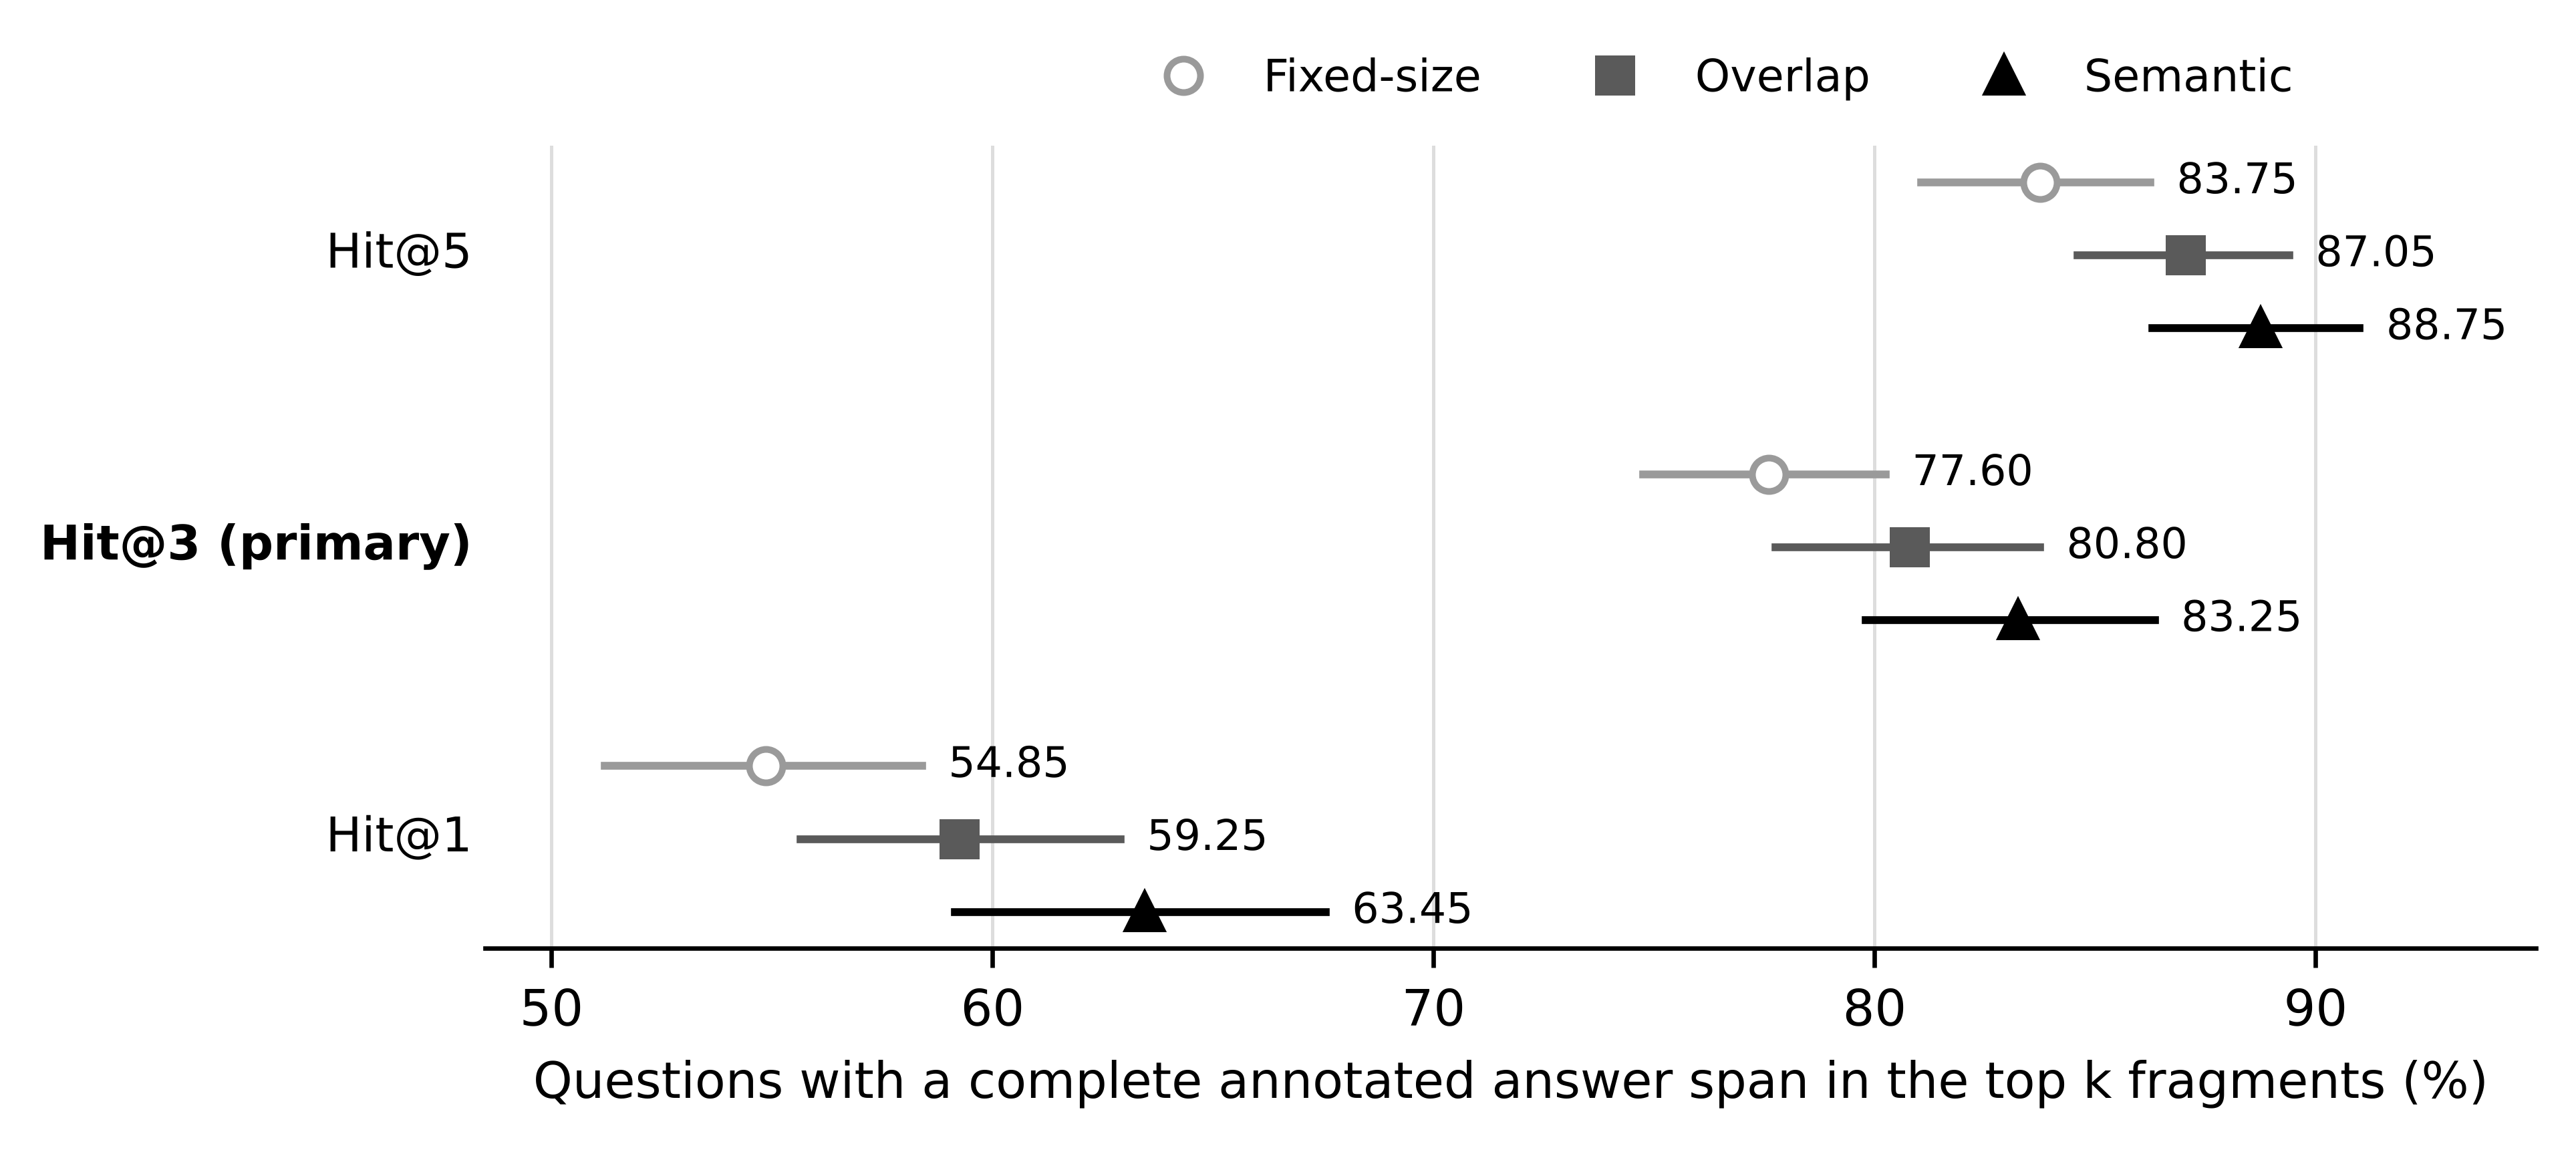 Fixed-size Overlap Semantic
83.75
Hit@5 87.05
88.75
77.60
Hit@3 (primary) 80.80
83.25
54.85
Hit@1 59.25
63.45
50 60 70 80 90
Questions with a complete annotated answer span in the top k fragments (%)